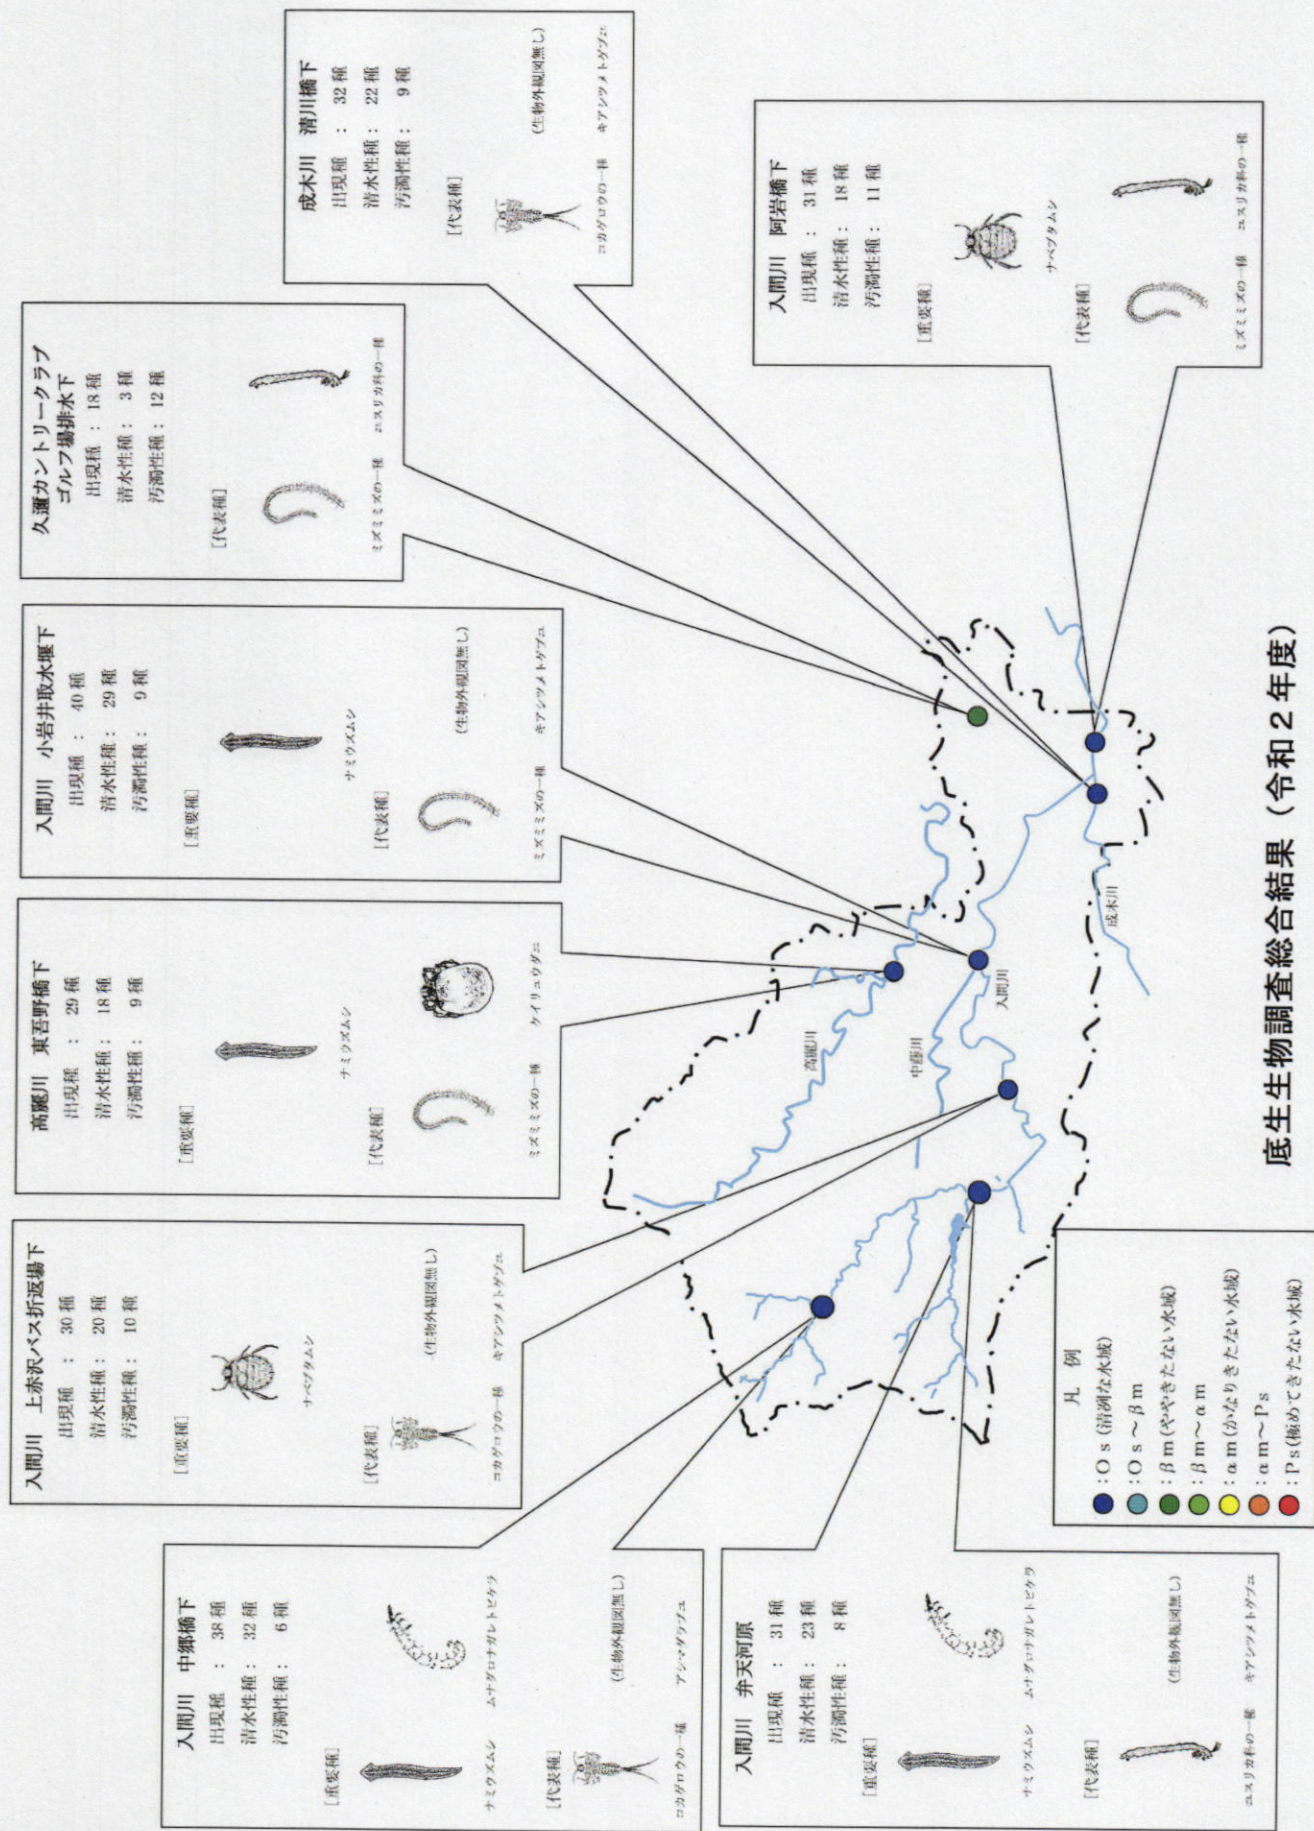 底生生物調査総合結果（令和２年度）
入間川　中郷橋下
出現種　：　38 種
清水性種：　32 種
汚濁性種：　6 種
[重要種]
ナミウズムシ　ムナグロナガレトビケラ
[代表種]
(生物外観図無し)
コカゲロウの一種　アシマダラブユ
入間川　弁天河原
出現種　：　31 種
清水性種：　23 種
汚濁性種：　8 種
[重要種]
ナミウズムシ　ムナグロナガレトビケラ
[代表種]
(生物外観図無し)
ユスリカ科の一種　キアシツメトゲブユ
入間川　上赤沢バス折返場下
出現種　：　30 種
清水性種：　20 種
汚濁性種：　10 種
[重要種]
ナベブタムシ
[代表種]
(生物外観図無し)
コカゲロウの一種　キアシツメトゲブユ
高麗川　東吾野橋下
出現種　：　29 種
清水性種：　18 種
汚濁性種：　9 種
[重要種]
ナミウズムシ
[代表種]
ミズミミズの一種　ケイリュウダニ
入間川　小岩井取水堰下
出現種　：　40 種
清水性種：　29 種
汚濁性種：　9 種
[重要種]
ナミウズムシ
[代表種]
(生物外観図無し)
ミズミミズの一種　キアシツメトゲブユ
久邇カントリークラブ
ゴルフ場排水下
出現種　：　18 種
清水性種：　3 種
汚濁性種：　12 種
[代表種]
ミズミミズの一種　ユスリカ科の一種
成木川　清川橋下
出現種　：　32 種
清水性種：　22 種
汚濁性種：　9 種
[代表種]
(生物外観図無し)
コカゲロウの一種　キアシツメトゲブユ
入間川　阿岩橋下
出現種　：　31 種
清水性種：　18 種
汚濁性種：　11 種
[重要種]
ナベブタムシ
[代表種]
ミズミミズの一種　ユスリカ科の一種
高麗川
中藤川
入間川
成木川
凡　例
：Ｏｓ(清冽な水域)
：Ｏｓ～βｍ
：βｍ(ややきたない水域)
：βｍ～αｍ
：αｍ(かなりきたない水域)
：αｍ～Ｐｓ
：Ｐｓ(極めてきたない水域)